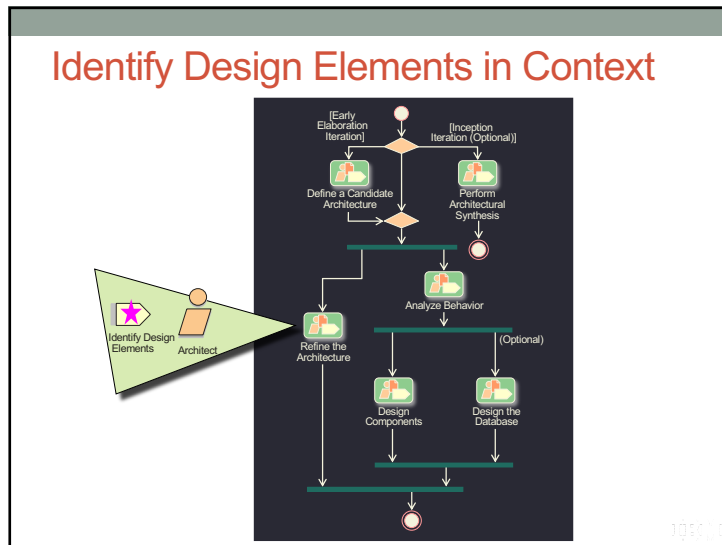 Identify Design Elements in Context
[Early
Elaboration
Iteration]
[Inception
Iteration (Optional)]
Define a Candidate
Architecture
Perform
Architectural
Synthesis
Analyze Behavior
Identify Design
Elements
Architect
Refine the
Architecture
(Optional)
Design
Components
Design the
Database